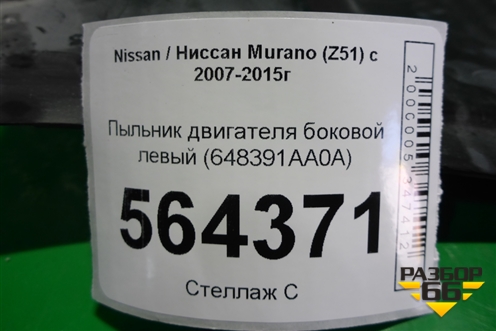 Nissan / Ниссан Murano (Z51) с
2007-2015г
Пыльник двигателя боковой
левый (648391AA0A)
564371
Стеллаж С
РАЗБОР
66